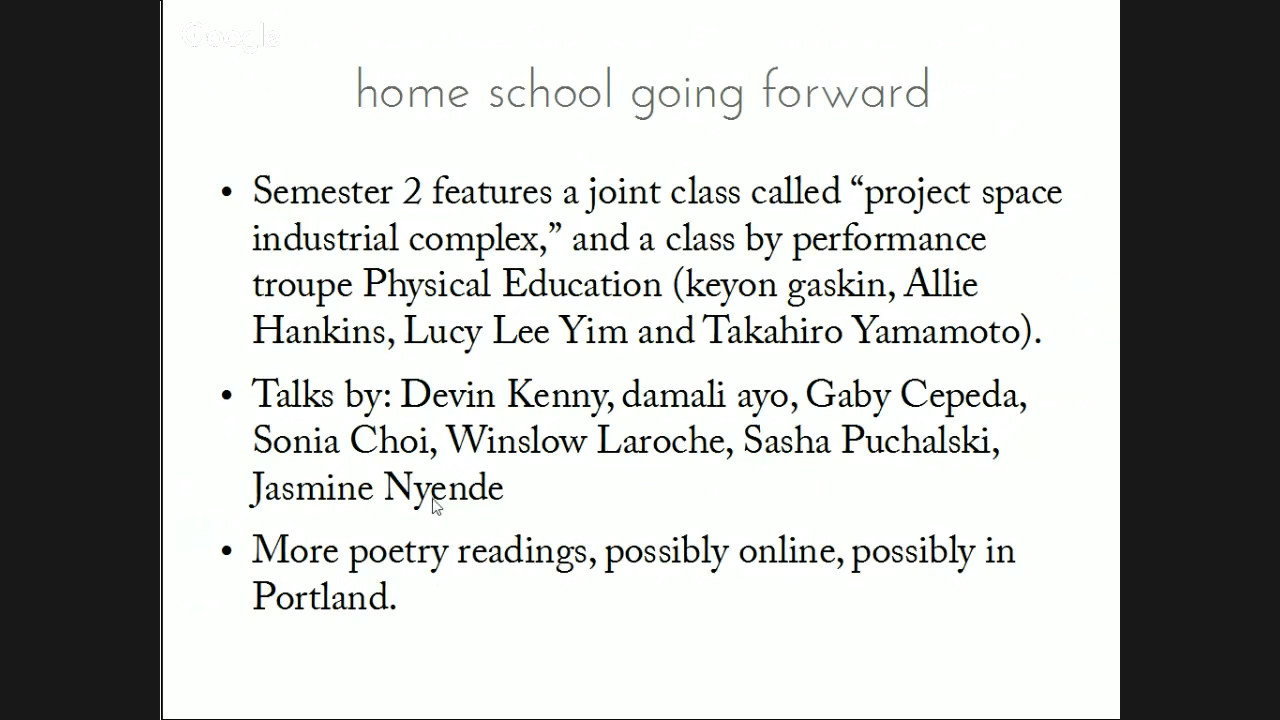 Google
home school going forward
• Semester 2 features a joint class called “project space
industrial complex,” and a class by performance
troupe Physical Education (keyon gaskin, Allie
Hankins, Lucy Lee Yim and Takahiro Yamamoto).
• Talks by: Devin Kenny, damali ayo, Gaby Cepeda,
Sonia Choi, Winslow Laroche, Sasha Puchalski,
Jasmine Nyende
• More poetry readings, possibly online, possibly in
Portland.